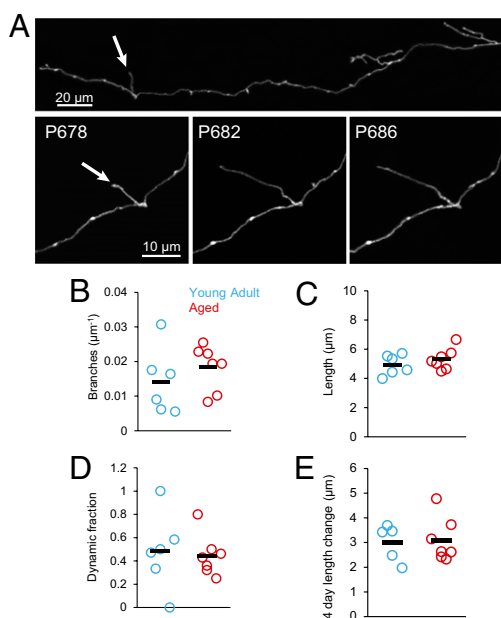 A
20 µm
P678
P682
P686
10 µm
B
Young Adult
Aged
Branches (µm⁻¹)
0.04
0.03
0.02
0.01
0
C
Length (µm)
10
8
6
4
2
0
D
Dynamic fraction
1.2
1
0.8
0.6
0.4
0.2
0
E
4 day length change (µm)
6
5
4
3
2
1
0